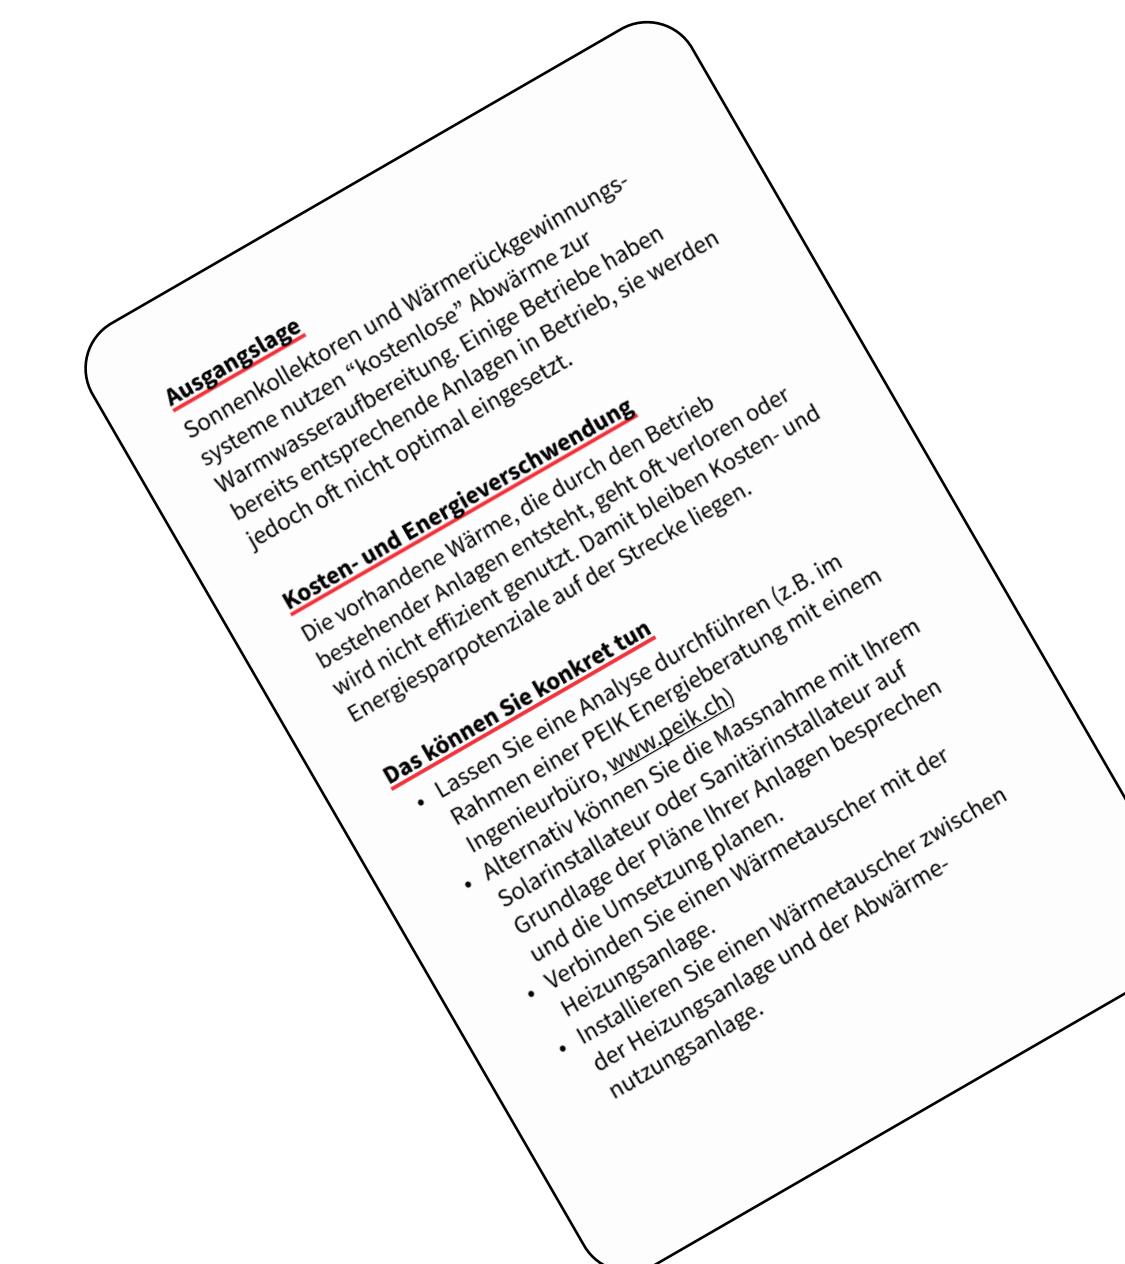 Ausgangslage
Sonnenkollektoren und Wärmerückgewinnungs-
systeme nutzen “kostenlose” Abwärme zur
Warmwasseraufbereitung. Einige Betriebe haben
bereits entsprechende Anlagen in Betrieb, sie werden
jedoch oft nicht optimal eingesetzt.
Kosten- und Energieverschwendung
Die vorhandene Wärme, die durch den Betrieb
bestehender Anlagen entsteht, geht oft verloren oder
wird nicht effizient genutzt. Damit bleiben Kosten- und
Energiesparpotenziale auf der Strecke liegen.
Das können Sie konkret tun
• Lassen Sie eine Analyse durchführen (z.B. im
Rahmen einer PEIK Energieberatung mit einem
Ingenieurbüro, www.peik.ch)
• Alternativ können Sie die Massnahme mit Ihrem
Solarinstallateur oder Sanitärinstallateur auf
Grundlage der Pläne Ihrer Anlagen besprechen
und die Umsetzung planen.
• Verbinden Sie einen Wärmetauscher mit der
Heizungsanlage.
• Installieren Sie einen Wärmetauscher zwischen
der Heizungsanlage und der Abwärme-
nutzungsanlage.